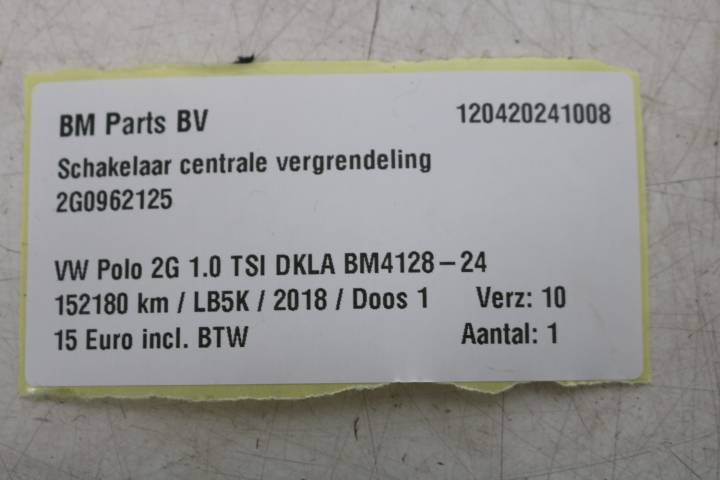 BM Parts BV 120420241008
Schakelaar centrale vergrendeling
2G0962125
VW Polo 2G 1.0 TSI DKLA BM4128-24
152180 km / LB5K / 2018 / Doos 1 Verz: 10
15 Euro incl. BTW Aantal: 1